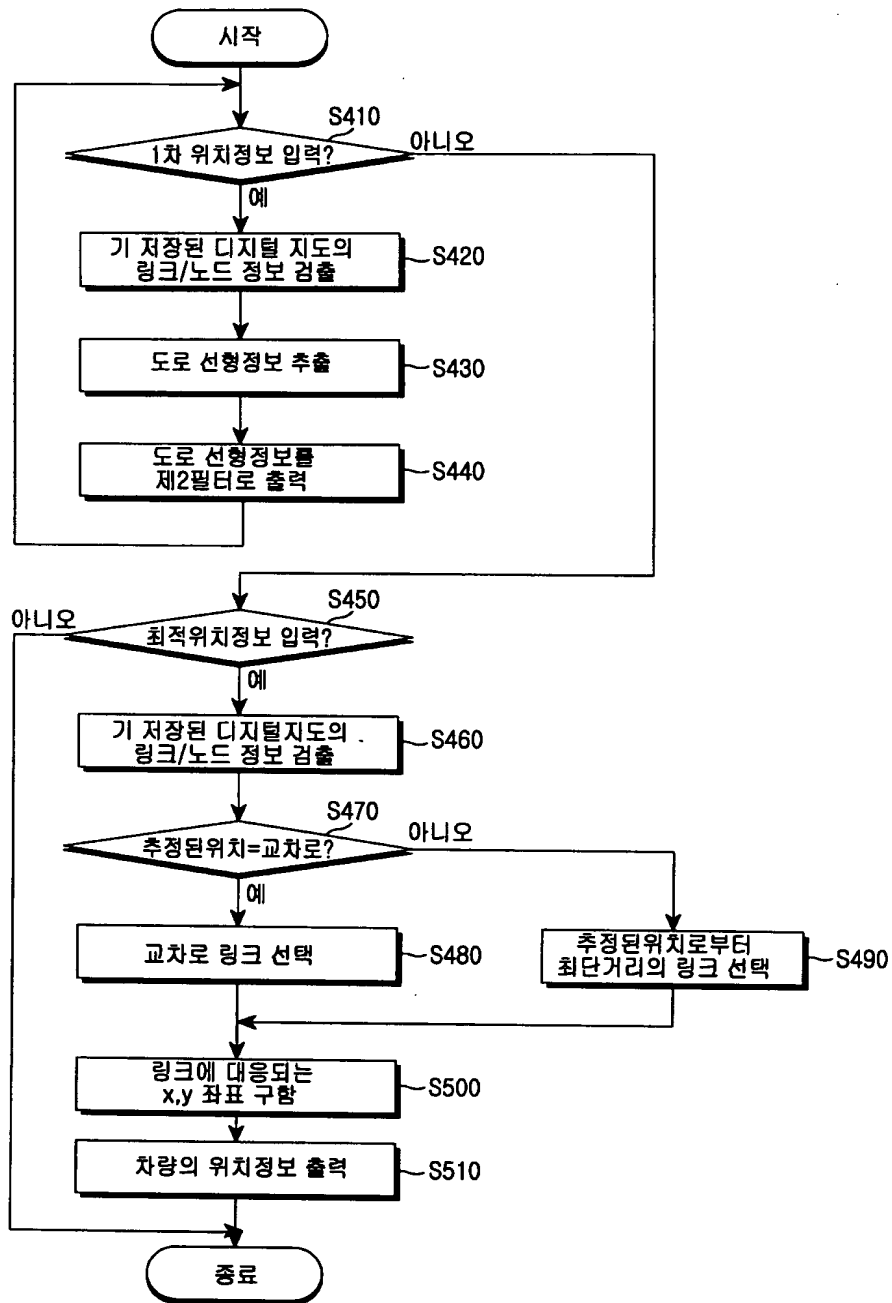 시작
S410
아니오
1차 위치정보 입력?
예
기 저장된 디지털 지도의
링크/노드 정보 검출
S420
도로 선형정보 추출
S430
도로 선형정보를
제2필터로 출력
S440
S450
아니오
최적위치정보 입력?
예
기 저장된 디지털지도의
링크/노드 정보 검출
S460
S470
아니오
추정된위치=교차로?
예
교차로 링크 선택
S480
추정된위치로부터
최단거리의 링크 선택
S490
링크에 대응되는
x,y 좌표 구함
S500
차량의 위치정보 출력
S510
종료